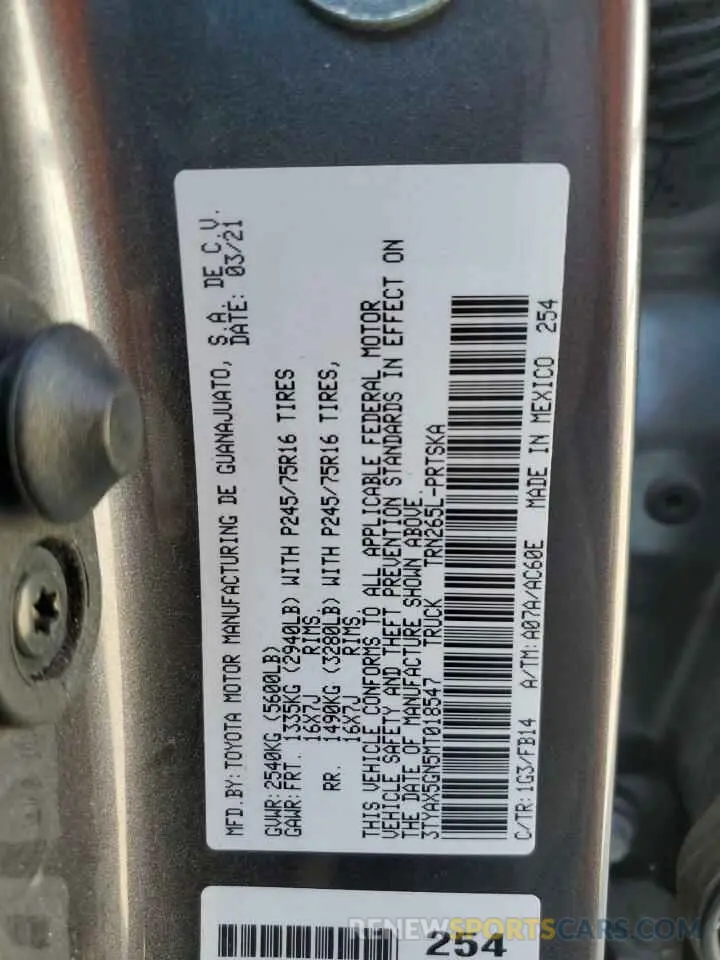 MFD.BY:TOYOTA MOTOR MANUFACTURING DE GUANAJUATO, S.A. DE C.V.
DATE: 03/21
GVWR:2540KG (5600LB)
GAWR:FRT. 1335KG (2940LB) WITH P245/75R16 TIRES
16X7J RIMS.
RR. 1490KG (3280LB) WITH P245/75R16 TIRES,
16X7J RIMS.
THIS VEHICLE CONFORMS TO ALL APPLICABLE FEDERAL MOTOR
VEHICLE SAFETY AND THEFT PREVENTION STANDARDS IN EFFECT ON
THE DATE OF MANUFACTURE SHOWN ABOVE.
3TYAX5GN5MT018547 TRUCK TRN265L-PRTSKA
C/TR:1G3/FB14 A/TM:A07A/AC60E MADE IN MEXICO 254
254
RENEWSPORTCARS.COM